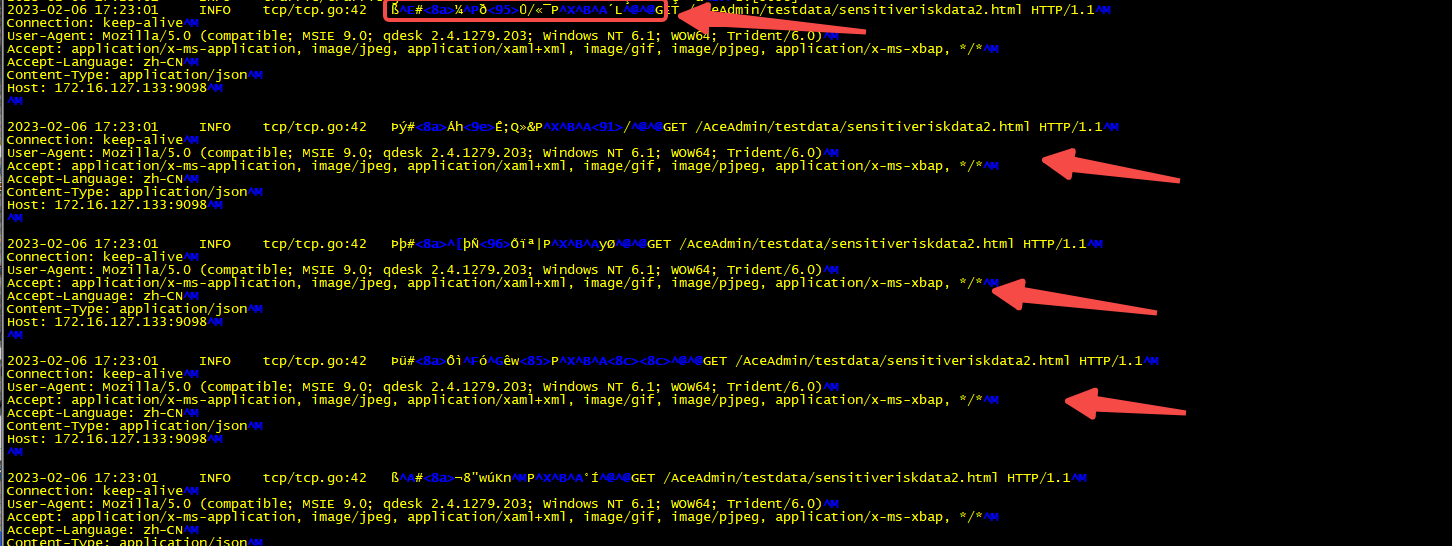 2023-02-06 17:23:01 INFO tcp/tcp.go:42 ß^E#<8a>¼^Pð<95>Û/«¯P^X^B^A´L^@^@GET /AceAdmin/testdata/sensitiveriskdata2.html HTTP/1.1^M
Connection: keep-alive^M
User-Agent: Mozilla/5.0 (compatible; MSIE 9.0; qdesk 2.4.1279.203; Windows NT 6.1; WOW64; Trident/6.0)^M
Accept: application/x-ms-application, image/jpeg, application/xaml+xml, image/gif, image/pjpeg, application/x-ms-xbap, */*^M
Accept-Language: zh-CN^M
Content-Type: application/json^M
Host: 172.16.127.133:9098^M
^M
2023-02-06 17:23:01 INFO tcp/tcp.go:42 Þý#<8a>Áh<9e>Ê;Q»&P^X^B^A<91>/^@^@GET /AceAdmin/testdata/sensitiveriskdata2.html HTTP/1.1^M
Connection: keep-alive^M
User-Agent: Mozilla/5.0 (compatible; MSIE 9.0; qdesk 2.4.1279.203; Windows NT 6.1; WOW64; Trident/6.0)^M
Accept: application/x-ms-application, image/jpeg, application/xaml+xml, image/gif, image/pjpeg, application/x-ms-xbap, */*^M
Accept-Language: zh-CN^M
Content-Type: application/json^M
Host: 172.16.127.133:9098^M
^M
2023-02-06 17:23:01 INFO tcp/tcp.go:42 Þþ#<8a>^[þÑ<96>Õïª|P^X^B^AyØ^@^@GET /AceAdmin/testdata/sensitiveriskdata2.html HTTP/1.1^M
Connection: keep-alive^M
User-Agent: Mozilla/5.0 (compatible; MSIE 9.0; qdesk 2.4.1279.203; Windows NT 6.1; WOW64; Trident/6.0)^M
Accept: application/x-ms-application, image/jpeg, application/xaml+xml, image/gif, image/pjpeg, application/x-ms-xbap, */*^M
Accept-Language: zh-CN^M
Content-Type: application/json^M
Host: 172.16.127.133:9098^M
^M
2023-02-06 17:23:01 INFO tcp/tcp.go:42 Þü#<8a>Ôì^Fó^Gêw<85>P^X^B^A<8c><8c>^@^@GET /AceAdmin/testdata/sensitiveriskdata2.html HTTP/1.1^M
Connection: keep-alive^M
User-Agent: Mozilla/5.0 (compatible; MSIE 9.0; qdesk 2.4.1279.203; Windows NT 6.1; WOW64; Trident/6.0)^M
Accept: application/x-ms-application, image/jpeg, application/xaml+xml, image/gif, image/pjpeg, application/x-ms-xbap, */*^M
Accept-Language: zh-CN^M
Content-Type: application/json^M
Host: 172.16.127.133:9098^M
^M
2023-02-06 17:23:01 INFO tcp/tcp.go:42 ß^A#<8a>¬8"wúKn^MP^X^B^A°Í^@^@GET /AceAdmin/testdata/sensitiveriskdata2.html HTTP/1.1^M
Connection: keep-alive^M
User-Agent: Mozilla/5.0 (compatible; MSIE 9.0; qdesk 2.4.1279.203; Windows NT 6.1; WOW64; Trident/6.0)^M
Accept: application/x-ms-application, image/jpeg, application/xaml+xml, image/gif, image/pjpeg, application/x-ms-xbap, */*^M
Accept-Language: zh-CN^M
Content-Type: application/json^M